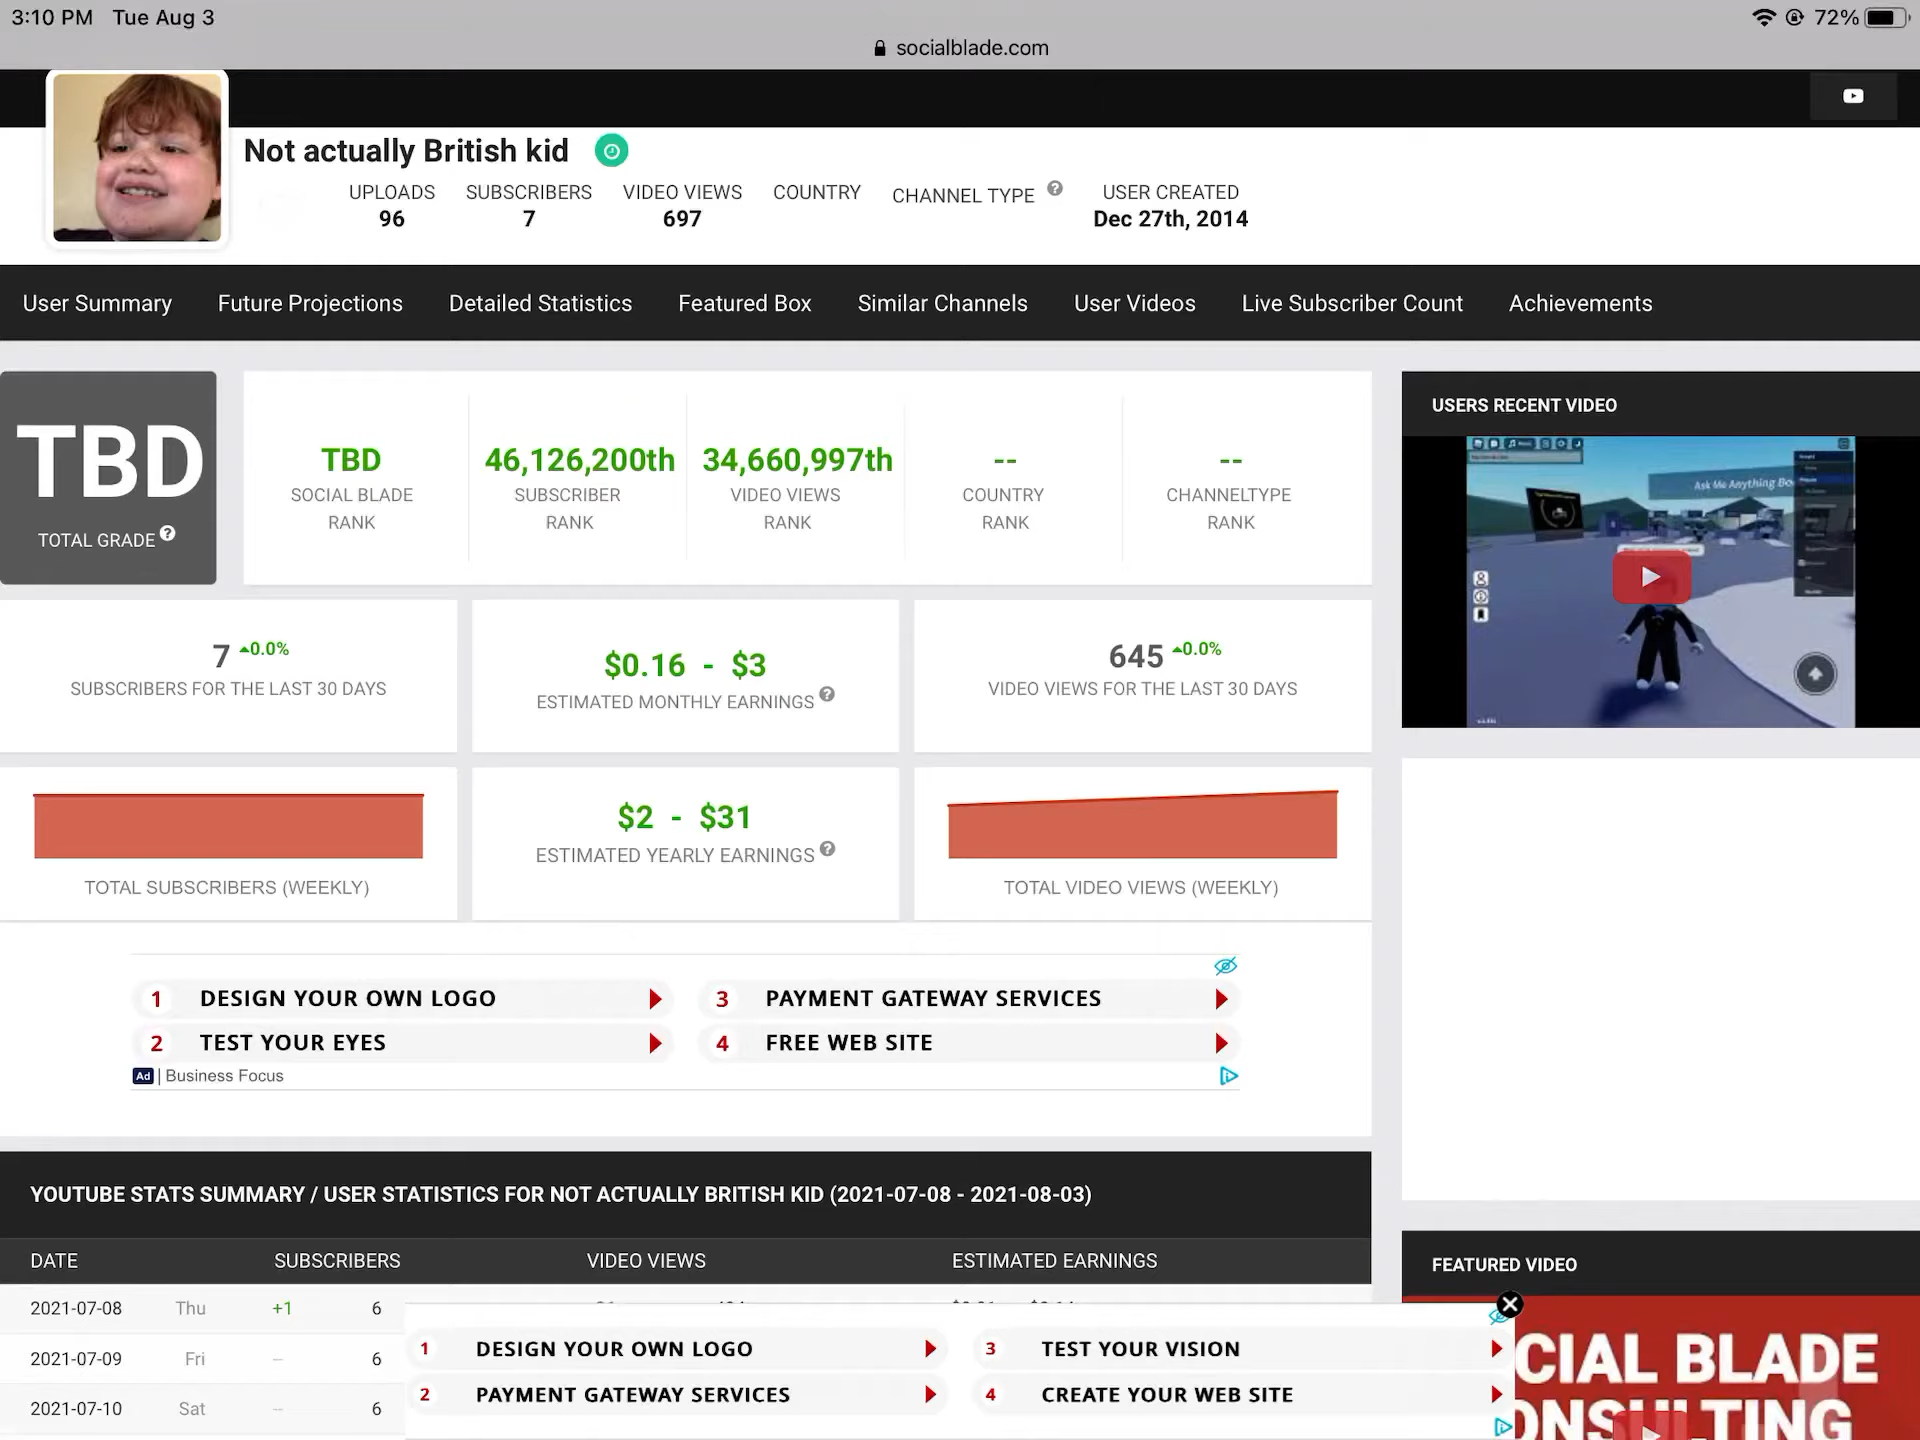 3:10 PM Tue Aug 3
72%
socialblade.com
Not actually British kid
UPLOADS
96
SUBSCRIBERS
7
VIDEO VIEWS
697
COUNTRY
CHANNEL TYPE
USER CREATED
Dec 27th, 2014
User Summary Future Projections Detailed Statistics Featured Box Similar Channels User Videos Live Subscriber Count Achievements
TBD
TOTAL GRADE
TBD
SOCIAL BLADE
RANK
46,126,200th
SUBSCRIBER
RANK
34,660,997th
VIDEO VIEWS
RANK
--
COUNTRY
RANK
--
CHANNELTYPE
RANK
USERS RECENT VIDEO
Ask Me Anything Bo
7 0.0%
SUBSCRIBERS FOR THE LAST 30 DAYS
$0.16 - $3
ESTIMATED MONTHLY EARNINGS
645 0.0%
VIDEO VIEWS FOR THE LAST 30 DAYS
TOTAL SUBSCRIBERS (WEEKLY)
$2 - $31
ESTIMATED YEARLY EARNINGS
TOTAL VIDEO VIEWS (WEEKLY)
1 DESIGN YOUR OWN LOGO
3 PAYMENT GATEWAY SERVICES
2 TEST YOUR EYES
4 FREE WEB SITE
Ad | Business Focus
YOUTUBE STATS SUMMARY / USER STATISTICS FOR NOT ACTUALLY BRITISH KID (2021-07-08 - 2021-08-03)
DATE SUBSCRIBERS VIDEO VIEWS ESTIMATED EARNINGS
2021-07-08 Thu +1 6
2021-07-09 Fri -- 6
2021-07-10 Sat -- 6
1 DESIGN YOUR OWN LOGO
3 TEST YOUR VISION
2 PAYMENT GATEWAY SERVICES
4 CREATE YOUR WEB SITE
FEATURED VIDEO
CIAL BLADE
ONSULTING